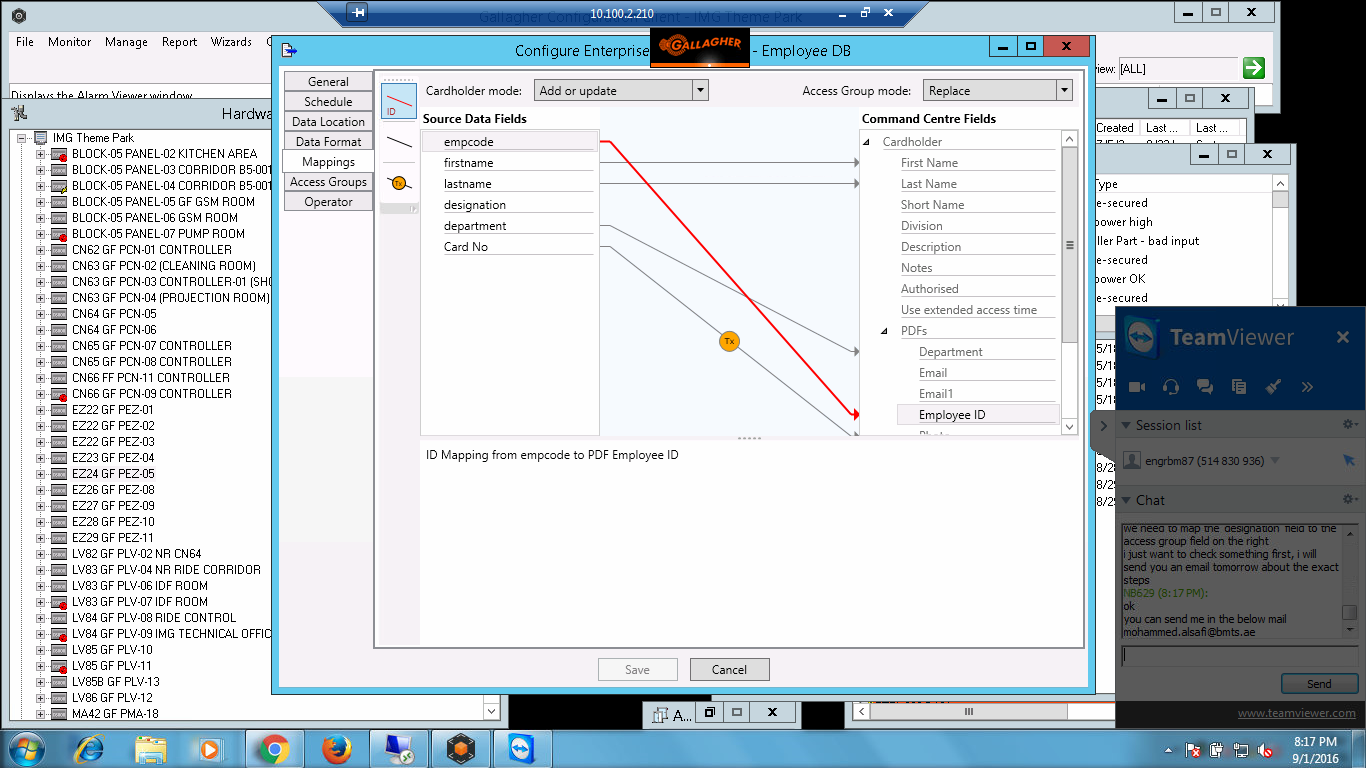 Gallagher Configuration Client - IMG Theme Park
10.100.2.210
File Monitor Manage Report Wizards
Displays the Alarm Viewer window
[ALL]
Hardwa
IMG Theme Park
BLOCK-05 PANEL-02 KITCHEN AREA
BLOCK-05 PANEL-03 CORRIDOR B5-001
BLOCK-05 PANEL-04 CORRIDOR B5-001
BLOCK-05 PANEL-05 GF GSM ROOM
BLOCK-05 PANEL-06 GSM ROOM
BLOCK-05 PANEL-07 PUMP ROOM
CN62 GF PCN-01 CONTROLLER
CN63 GF PCN-02 (CLEANING ROOM)
CN63 GF PCN-03 CONTROLLER-01 (SHO
CN63 GF PCN-04 (PROJECTION ROOM)
CN64 GF PCN-05
CN64 GF PCN-06
CN65 GF PCN-07 CONTROLLER
CN65 GF PCN-08 CONTROLLER
CN66 FF PCN-11 CONTROLLER
CN66 GF PCN-09 CONTROLLER
EZ22 GF PEZ-01
EZ22 GF PEZ-02
EZ22 GF PEZ-03
EZ23 GF PEZ-04
EZ24 GF PEZ-05
EZ26 GF PEZ-08
EZ27 GF PEZ-09
EZ28 GF PEZ-10
EZ29 GF PEZ-11
LV82 GF PLV-02 NR CN64
LV83 GF PLV-04 NR RIDE CORRIDOR
LV83 GF PLV-06 IDF ROOM
LV83 GF PLV-07 IDF ROOM
LV84 GF PLV-08 RIDE CONTROL
LV84 GF PLV-09 IMG TECHNICAL OFFIC
LV85 GF PLV-10
LV85 GF PLV-11
LV85B GF PLV-13
LV86 GF PLV-12
MA42 GF PMA-18
Configure Enterprise - Employee DB
GALLAGHER
General
Schedule
Data Location
Data Format
Mappings
Access Groups
Operator
ID
Tx
Cardholder mode: Add or update Access Group mode: Replace
Source Data Fields
empcode
firstname
lastname
designation
department
Card No
Tx
Command Centre Fields
Cardholder
First Name
Last Name
Short Name
Division
Description
Notes
Authorised
Use extended access time
PDFs
Department
Email
Email1
Employee ID
ID Mapping from empcode to PDF Employee ID
Save Cancel
A...
Created Last ... Last ...
Type
e-secured
power high
ller Part - bad input
e-secured
power OK
e-secured
TeamViewer
Session list
engrbm87 (514 830 936)
Chat
we need to map the 'designation' field to the
access group field on the right
i just want to check something first, i will
send you an email tomorrow about the exact
steps
NB629 (8:17 PM):
ok
you can send me in the below mail
mohammed.alsafi@bmts.ae
Send
www.teamviewer.com
8:17 PM
9/1/2016